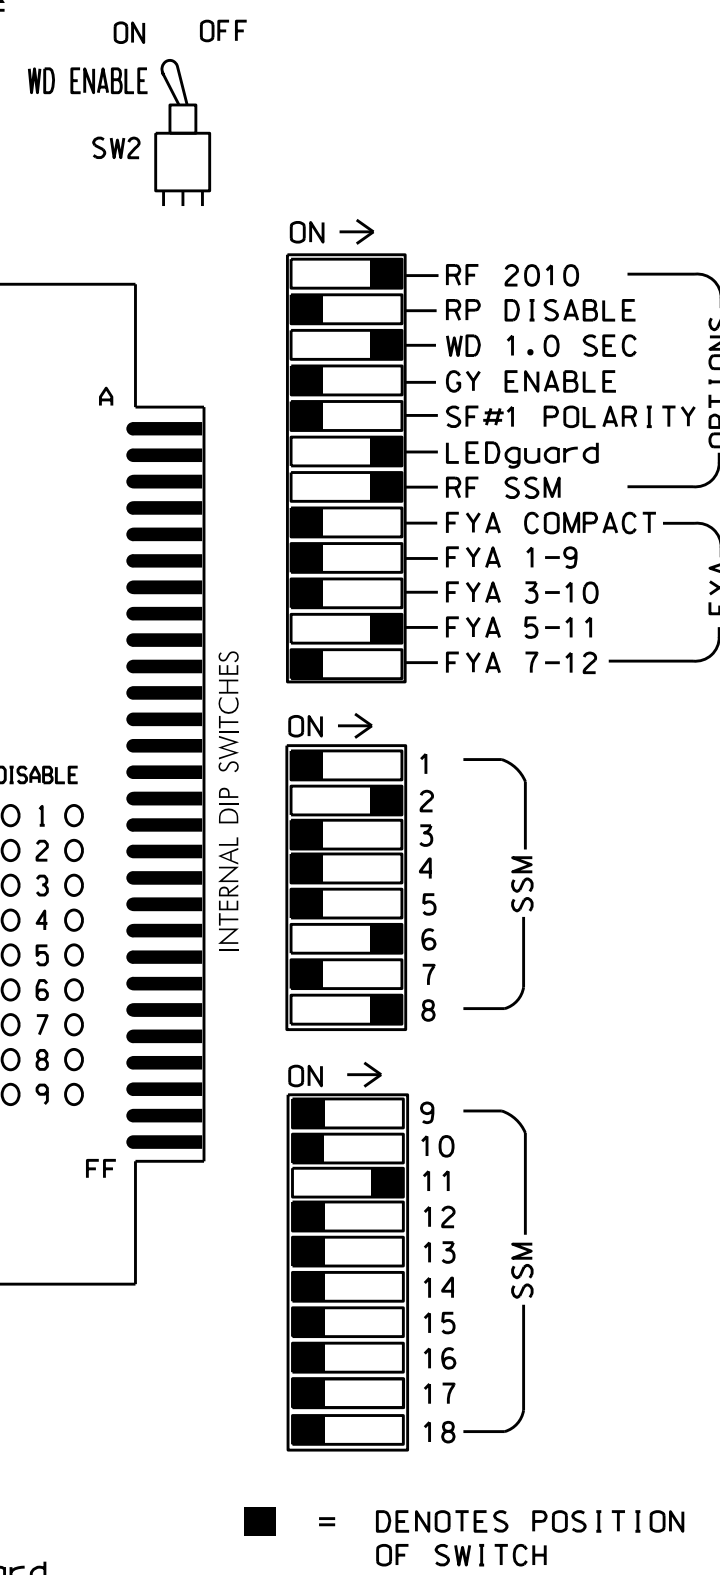 ON OFF
WD ENABLE
SW2
ON →
RF 2010
RP DISABLE
WD 1.0 SEC
GY ENABLE
SF#1 POLARITY
LEDguard
RF SSM
OPTIONS
FYA COMPACT
FYA 1-9
FYA 3-10
FYA 5-11
FYA 7-12
FYA
A
FF
INTERNAL DIP SWITCHES
DISABLE
1
2
3
4
5
6
7
8
9
ON →
1
2
3
4
5
6
7
8
SSM
ON →
9
10
11
12
13
14
15
16
17
18
SSM
= DENOTES POSITION
OF SWITCH